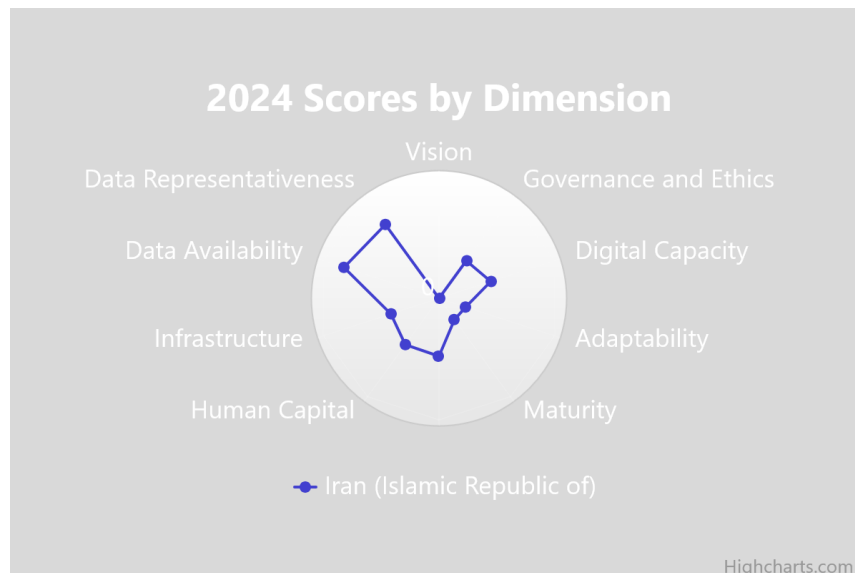 2024 Scores by Dimension
Vision
Governance and Ethics
Digital Capacity
Adaptability
Maturity
Human Capital
Infrastructure
Data Availability
Data Representativeness
0
Iran (Islamic Republic of)
Highcharts.com